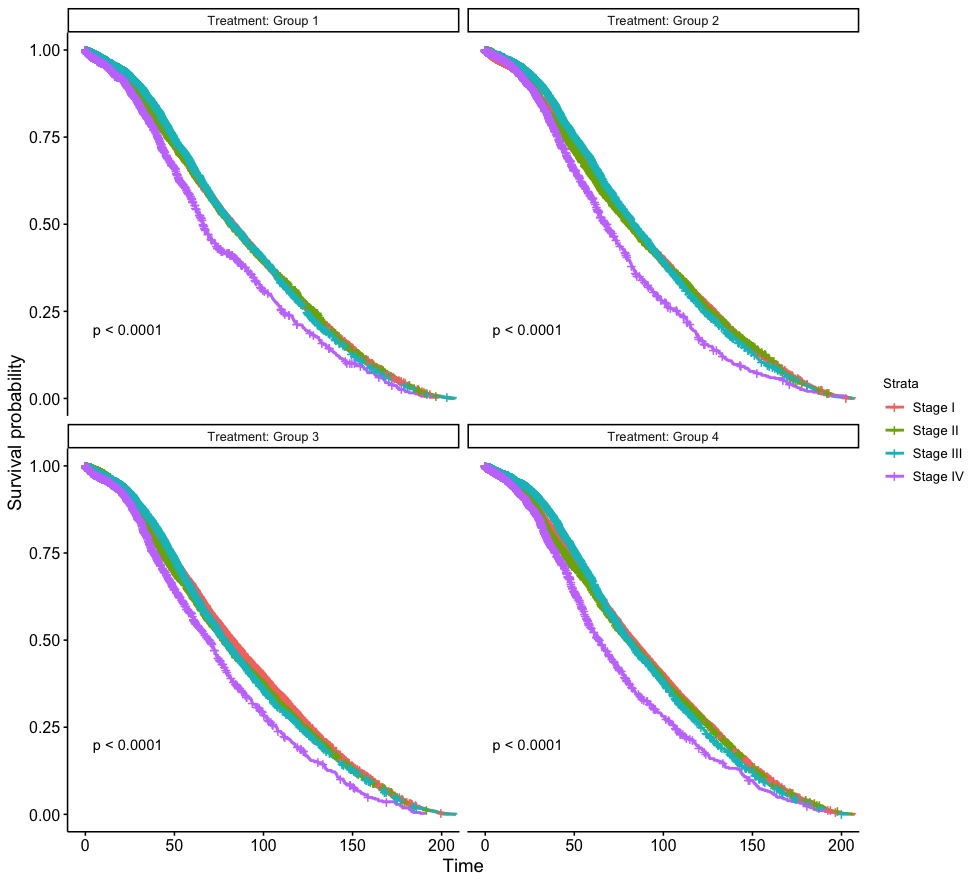 Treatment: Group 1
Treatment: Group 2
1.00
0.75
0.50
0.25
0.00
p < 0.0001
p < 0.0001
Survival probability
Strata
Stage I
Stage II
Stage III
Stage IV
Treatment: Group 3
Treatment: Group 4
1.00
0.75
0.50
0.25
0.00
p < 0.0001
p < 0.0001
0 50 100 150 200
0 50 100 150 200
Time